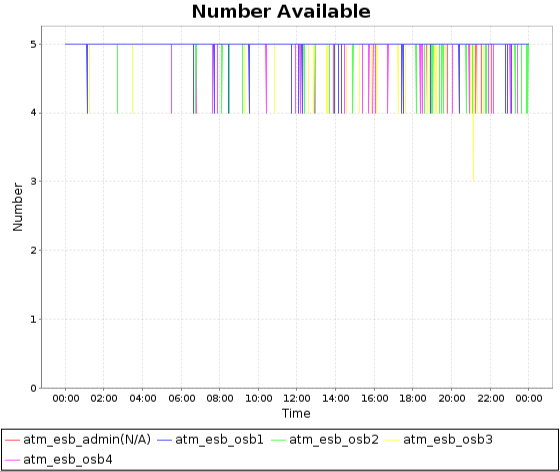 Number Available
5
4
3
2
1
0
Number
00:00 02:00 04:00 06:00 08:00 10:00 12:00 14:00 16:00 18:00 20:00 22:00 00:00
Time
atm_esb_admin(N/A) atm_esb_osb1 atm_esb_osb2 atm_esb_osb3
atm_esb_osb4